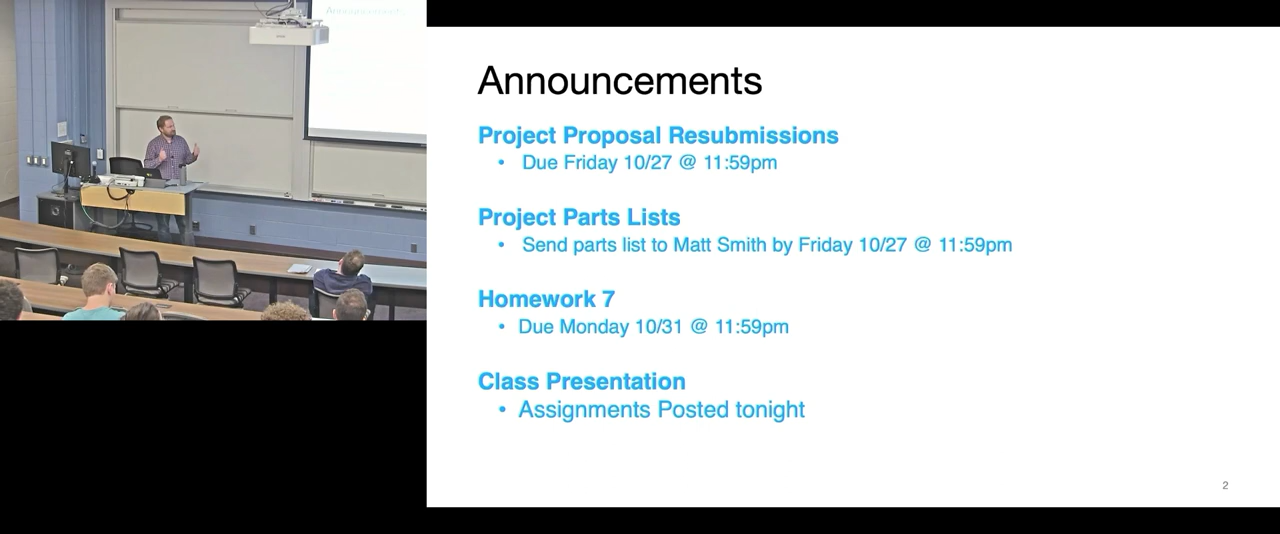 Announcements
Announcements
Project Proposal Resubmissions
• Due Friday 10/27 @ 11:59pm
Project Parts Lists
• Send parts list to Matt Smith by Friday 10/27 @ 11:59pm
Homework 7
• Due Monday 10/31 @ 11:59pm
Class Presentation
• Assignments Posted tonight
2